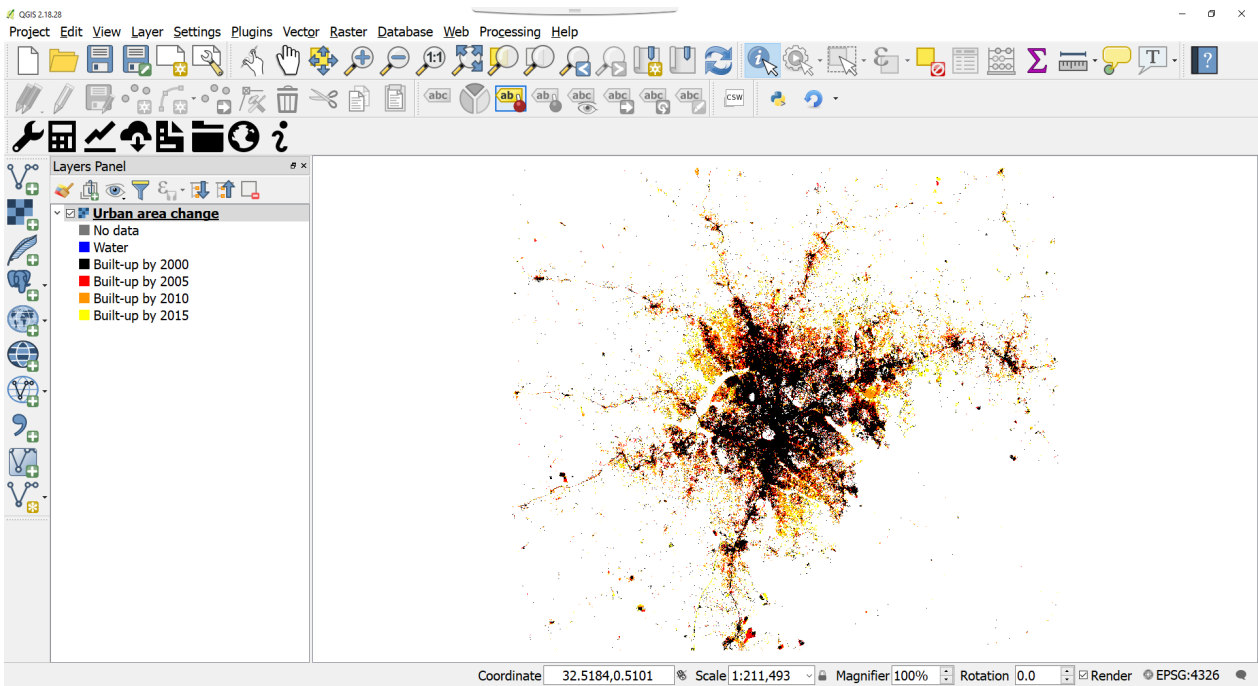 QGIS 2.18.28
Project Edit View Layer Settings Plugins Vector Raster Database Web Processing Help
1:1
T
?
abc ab abc abc abc abc abc CSW
Layers Panel
Urban area change
No data
Water
Built-up by 2000
Built-up by 2005
Built-up by 2010
Built-up by 2015
Coordinate 32.5184,0.5101 Scale 1:211,493 Magnifier 100% Rotation 0.0 Render EPSG:4326